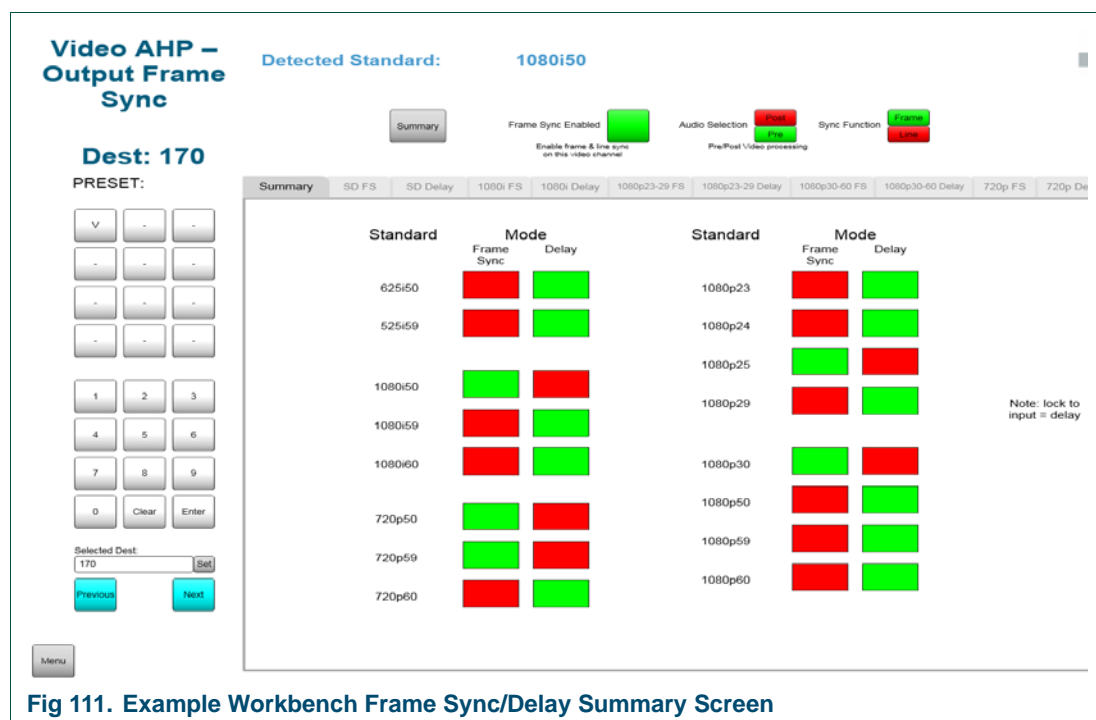 Video AHP –
Output Frame
Sync
Dest: 170
PRESET:
V - -
- - -
- - -
- - -
1 2 3
4 5 6
7 8 9
0 Clear Enter
Selected Dest:
170 Set
Previous Next
Menu
Detected Standard: 1080i50
Summary
Frame Sync Enabled
Enable frame & line sync
on this video channel
Audio Selection
Post
Pre
Pre/Post Video processing
Sync Function
Frame
Line
Summary SD FS SD Delay 1080i FS 1080i Delay 1080p23-29 FS 1080p23-29 Delay 1080p30-60 FS 1080p30-60 Delay 720p FS 720p De
Standard Mode
Frame
Sync
Delay
625i50
525i59
1080i50
1080i59
1080i60
720p50
720p59
720p60
Standard Mode
Frame
Sync
Delay
1080p23
1080p24
1080p25
1080p29
1080p30
1080p50
1080p59
1080p60
Note: lock to
input = delay
Fig 111. Example Workbench Frame Sync/Delay Summary Screen